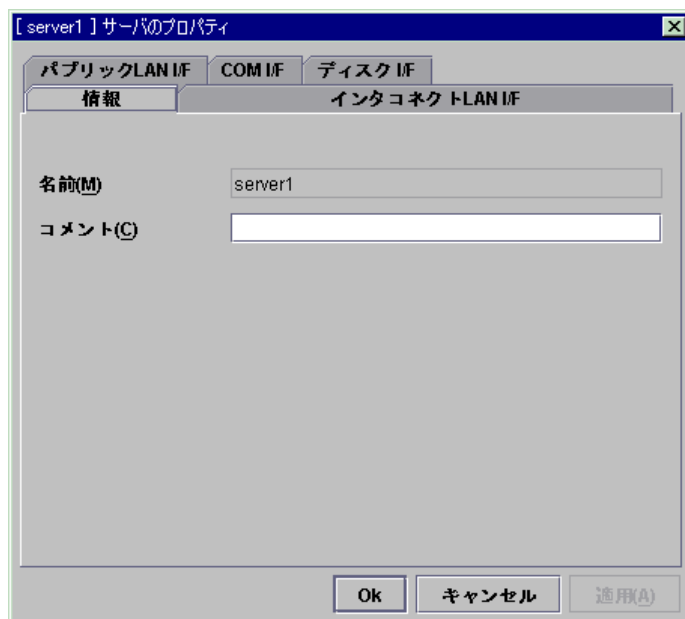 [ server1 ] サーバのプロパティ
パブリックLAN I/F COM I/F ディスク I/F
情報 インタコネクトLAN I/F
名前(M) server1
コメント(C)
Ok キャンセル 適用(A)